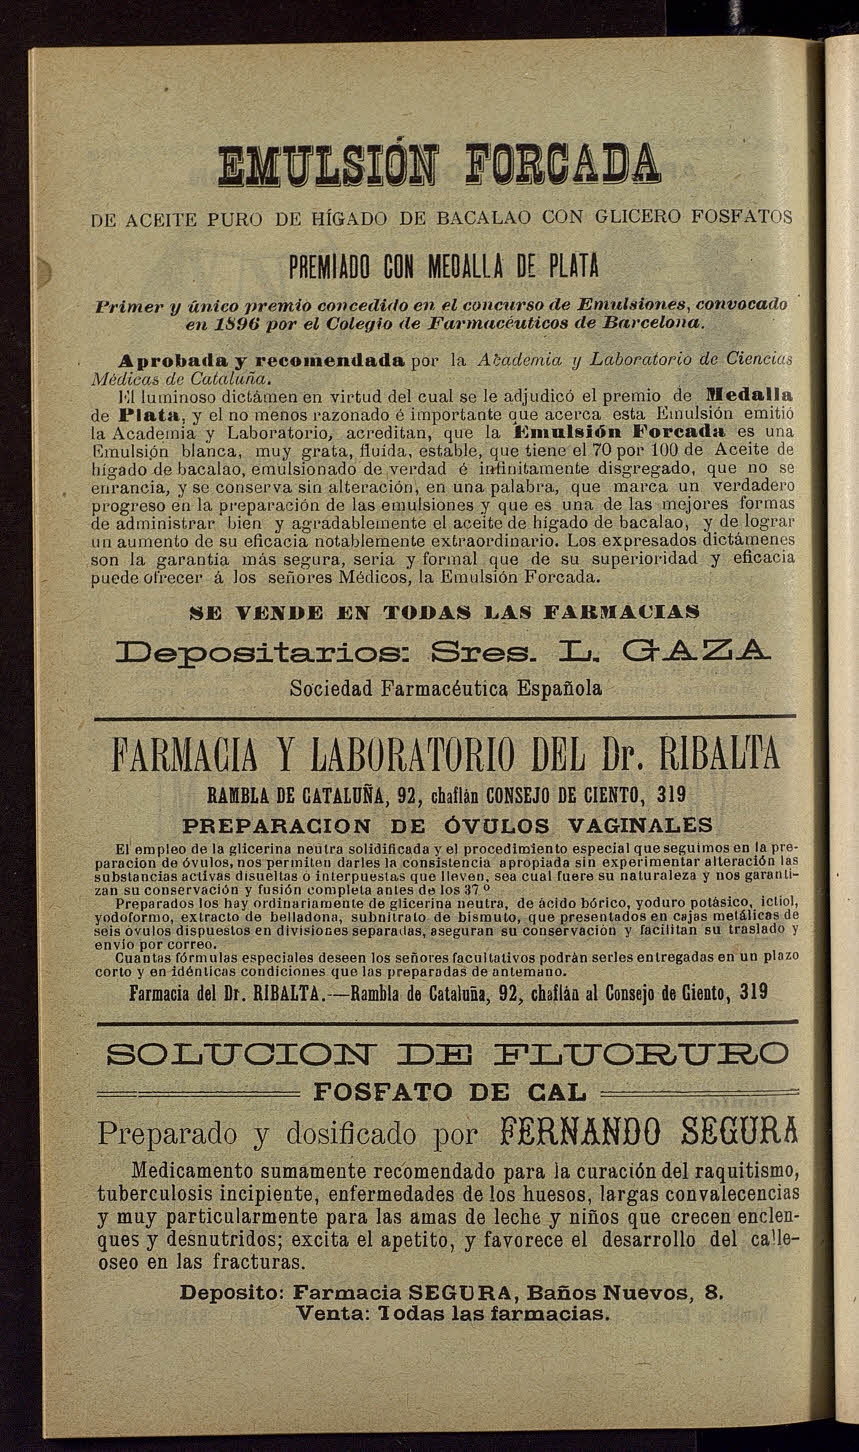 EMULSIÓN FORCADA
DE ACEITE PURO DE HÍGADO DE BACALAO CON GLICERO FOSFATOS
PREMIADO CON MEDALLA DE PLATA
Primer y único premio concedido en el concurso de Emulsiones, convocado
en 1896 por el Colegio de Farmacéuticos de Barcelona.
Aprobada y recomendada por la Academia y Laboratorio de Ciencias
Médicas de Cataluña.
El luminoso dictámen en virtud del cual se le adjudicó el premio de Medalla
de Plata, y el no menos razonado é importante que acerca esta Emulsión emitió
la Academia y Laboratorio, acreditan, que la Emulsión Forcada es una
Emulsión blanca, muy grata, fluída, estable, que tiene el 70 por 100 de Aceite de
hígado de bacalao, emulsionado de verdad é infinitamente disgregado, que no se
enrancia, y se conserva sin alteración, en una palabra, que marca un verdadero
progreso en la preparación de las emulsiones y que es una de las mejores formas
de administrar bien y agradablemente el aceite de hígado de bacalao, y de lograr
un aumento de su eficacia notablemente extraordinario. Los expresados dictámenes
son la garantía más segura, seria y formal que de su superioridad y eficacia
puede ofrecer á los señores Médicos, la Emulsión Forcada.
SE VENDE EN TODAS LAS FARMACIAS
Depositarios: Sres. L. GAZA
Sociedad Farmacéutica Española
FARMACIA Y LABORATORIO DEL Dr. RIBALTA
RAMBLA DE CATALUÑA, 92, chaflán CONSEJO DE CIENTO, 319
PREPARACION DE ÓVULOS VAGINALES
El empleo de la glicerina neutra solidificada y el procedimiento especial que seguimos en la pre-
paracion de óvulos, nos permiten darles la consistencia apropiada sin experimentar alteración las
substancias activas disueltas o interpuestas que lleven, sea cual fuere su naturaleza y nos garanti-
zan su conservación y fusión completa antes de los 37.º
Preparados los hay ordinariamente de glicerina neutra, de ácido bórico, yoduro potásico, ictiol,
yodoformo, extracto de belladona, subnitrato de bismuto, que presentados en cajas metálicas de
seis óvulos dispuestos en divisiones separadas, aseguran su conservación y facilitan su traslado y
envio por correo.
Cuantas fórmulas especiales deseen los señores facultativos podrán serles entregadas en un plazo
corto y en idénticas condiciones que las preparadas de antemano.
Farmacia del Dr. RIBALTA.—Rambla de Cataluña, 92, chaflán al Consejo de Ciento, 319
SOLUCION DE FLUORURO
FOSFATO DE CAL
Preparado y dosificado por FERNANDO SEGURA
Medicamento sumamente recomendado para la curación del raquitismo,
tuberculosis incipiente, enfermedades de los huesos, largas convalecencias
y muy particularmente para las amas de leche y niños que crecen enclen-
ques y desnutridos; excita el apetito, y favorece el desarrollo del calle-
oseo en las fracturas.
Deposito: Farmacia SEGURA, Baños Nuevos, 8.
Venta: Todas las farmacias.